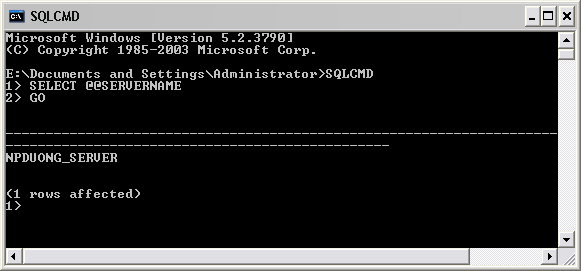 SQLCMD
Microsoft Windows [Version 5.2.3790]
(C) Copyright 1985-2003 Microsoft Corp.
E:\Documents and Settings\Administrator>SQLCMD
1> SELECT @@SERVERNAME
2> GO
---------------------------------------------------------------------
------------------------------------------------
NPDUONG_SERVER
(1 rows affected)
1>